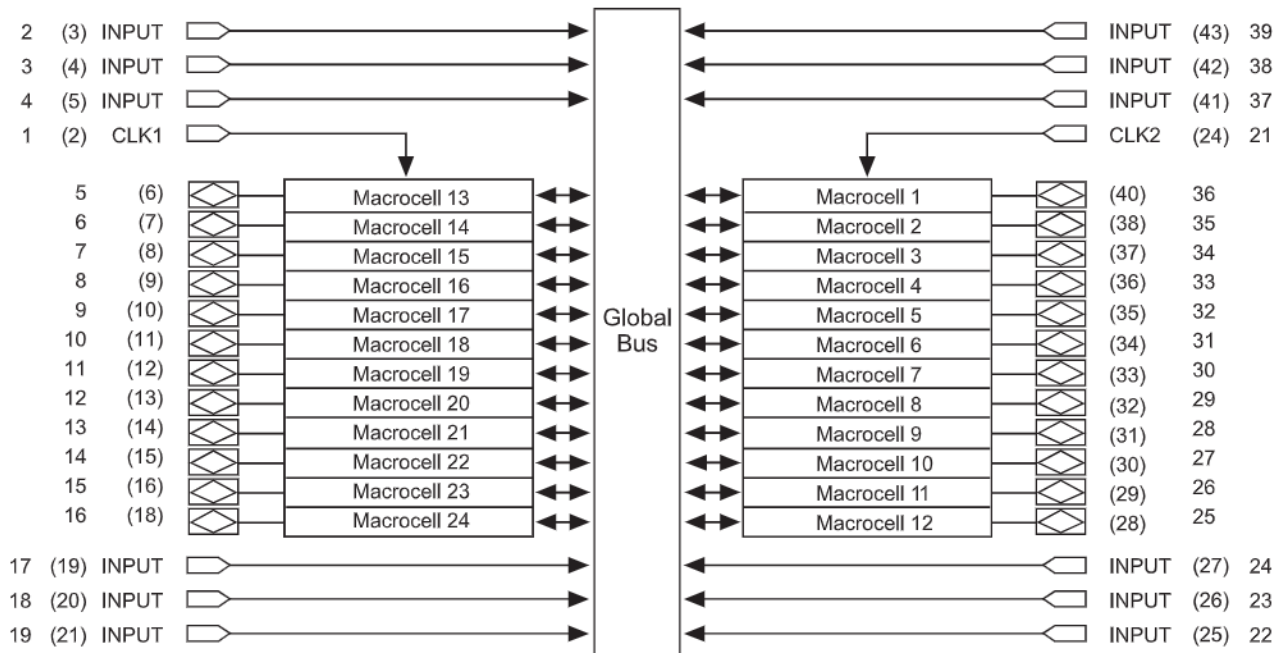 2 (3) INPUT INPUT (43) 39
3 (4) INPUT INPUT (42) 38
4 (5) INPUT INPUT (41) 37
1 (2) CLK1 CLK2 (24) 21
5 (6) Macrocell 13 Macrocell 1 (40) 36
6 (7) Macrocell 14 Macrocell 2 (38) 35
7 (8) Macrocell 15 Macrocell 3 (37) 34
8 (9) Macrocell 16 Macrocell 4 (36) 33
9 (10) Macrocell 17 Global Macrocell 5 (35) 32
10 (11) Macrocell 18 Bus Macrocell 6 (34) 31
11 (12) Macrocell 19 Macrocell 7 (33) 30
12 (13) Macrocell 20 Macrocell 8 (32) 29
13 (14) Macrocell 21 Macrocell 9 (31) 28
14 (15) Macrocell 22 Macrocell 10 (30) 27
15 (16) Macrocell 23 Macrocell 11 (29) 26
16 (18) Macrocell 24 Macrocell 12 (28) 25
17 (19) INPUT INPUT (27) 24
18 (20) INPUT INPUT (26) 23
19 (21) INPUT INPUT (25) 22